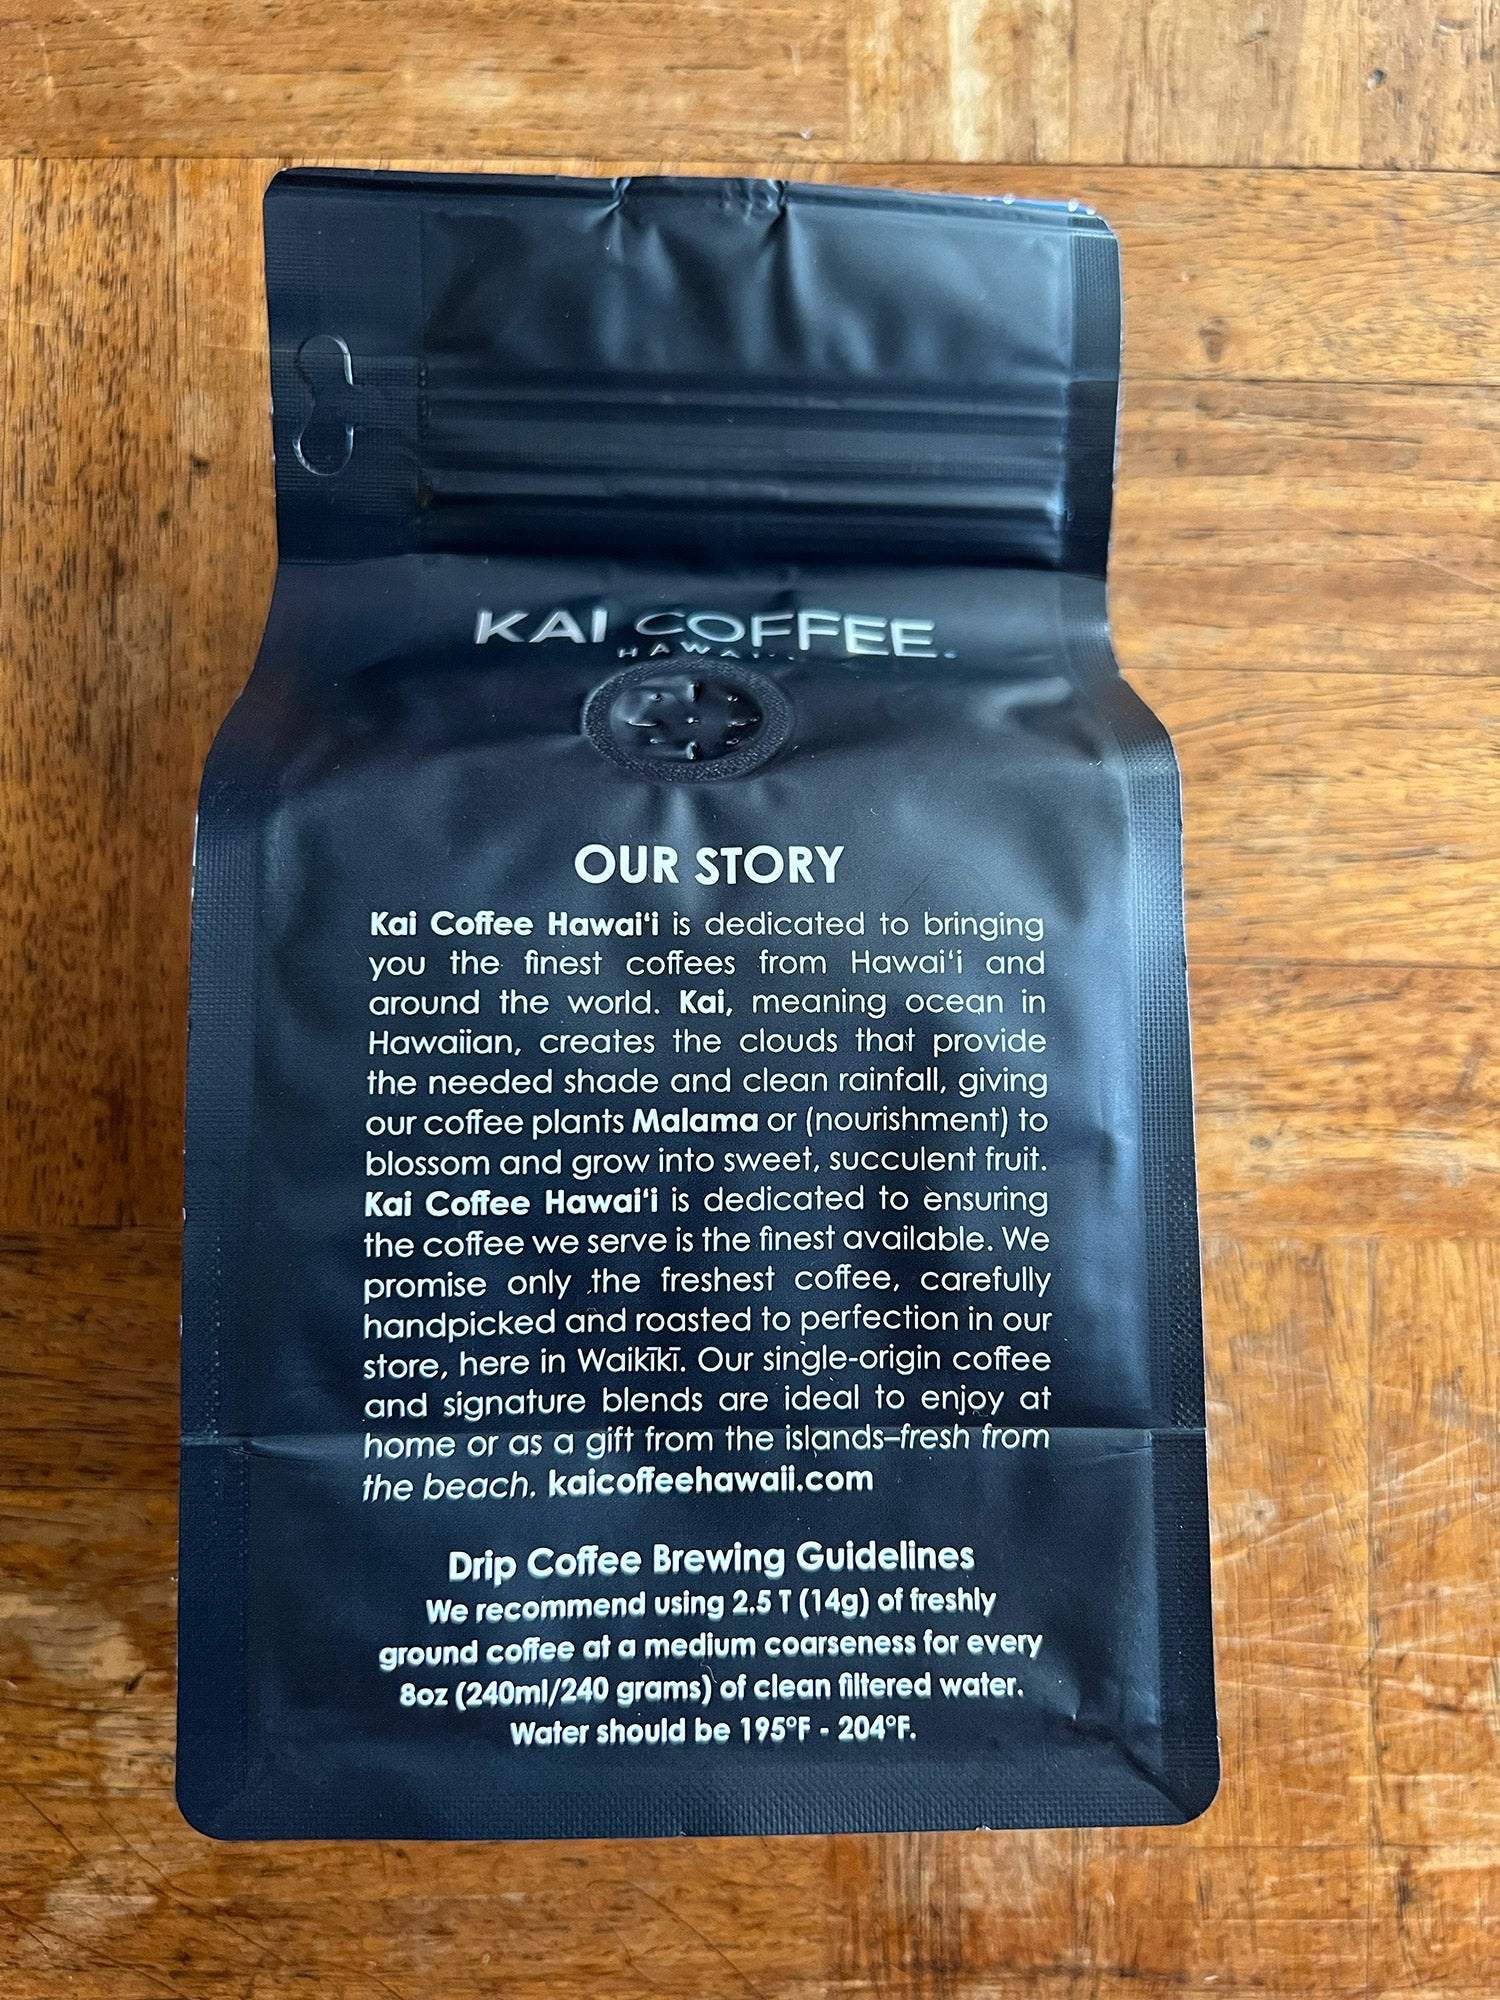 KAI COFFEE
HAWAI
OUR STORY
Kai Coffee Hawaiʻi is dedicated to bringing
you the finest coffees from Hawaiʻi and
around the world. Kai, meaning ocean in
Hawaiian, creates the clouds that provide
the needed shade and clean rainfall, giving
our coffee plants Malama or (nourishment) to
blossom and grow into sweet, succulent fruit.
Kai Coffee Hawaiʻi is dedicated to ensuring
the coffee we serve is the finest available. We
promise only the freshest coffee, carefully
handpicked and roasted to perfection in our
store, here in Waikīkī. Our single-origin coffee
and signature blends are ideal to enjoy at
home or as a gift from the islands–fresh from
the beach. kaicoffeehawaii.com
Drip Coffee Brewing Guidelines
We recommend using 2.5 T (14g) of freshly
ground coffee at a medium coarseness for every
8oz (240ml/240 grams) of clean filtered water.
Water should be 195°F - 204°F.